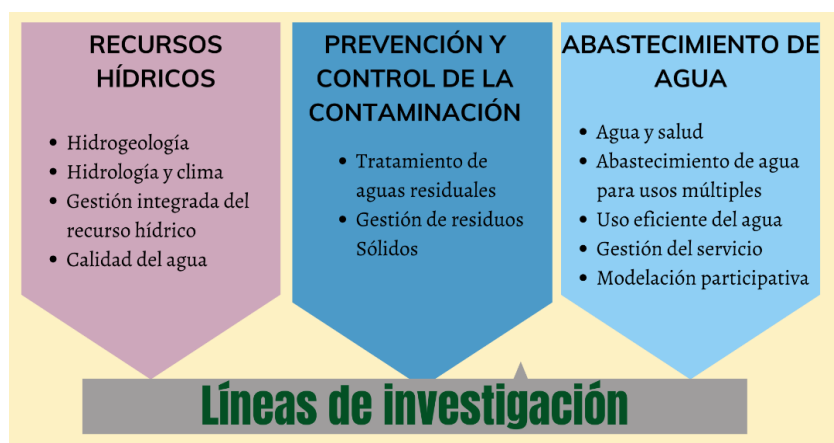 RECURSOS
HÍDRICOS
• Hidrogeología
• Hidrología y clima
• Gestión integrada del
recurso hídrico
• Calidad del agua
PREVENCIÓN Y
CONTROL DE LA
CONTAMINACIÓN
• Tratamiento de
aguas residuales
• Gestión de residuos
Sólidos
ABASTECIMIENTO DE
AGUA
• Agua y salud
• Abastecimiento de agua
para usos múltiples
• Uso eficiente del agua
• Gestión del servicio
• Modelación participativa
Líneas de investigación